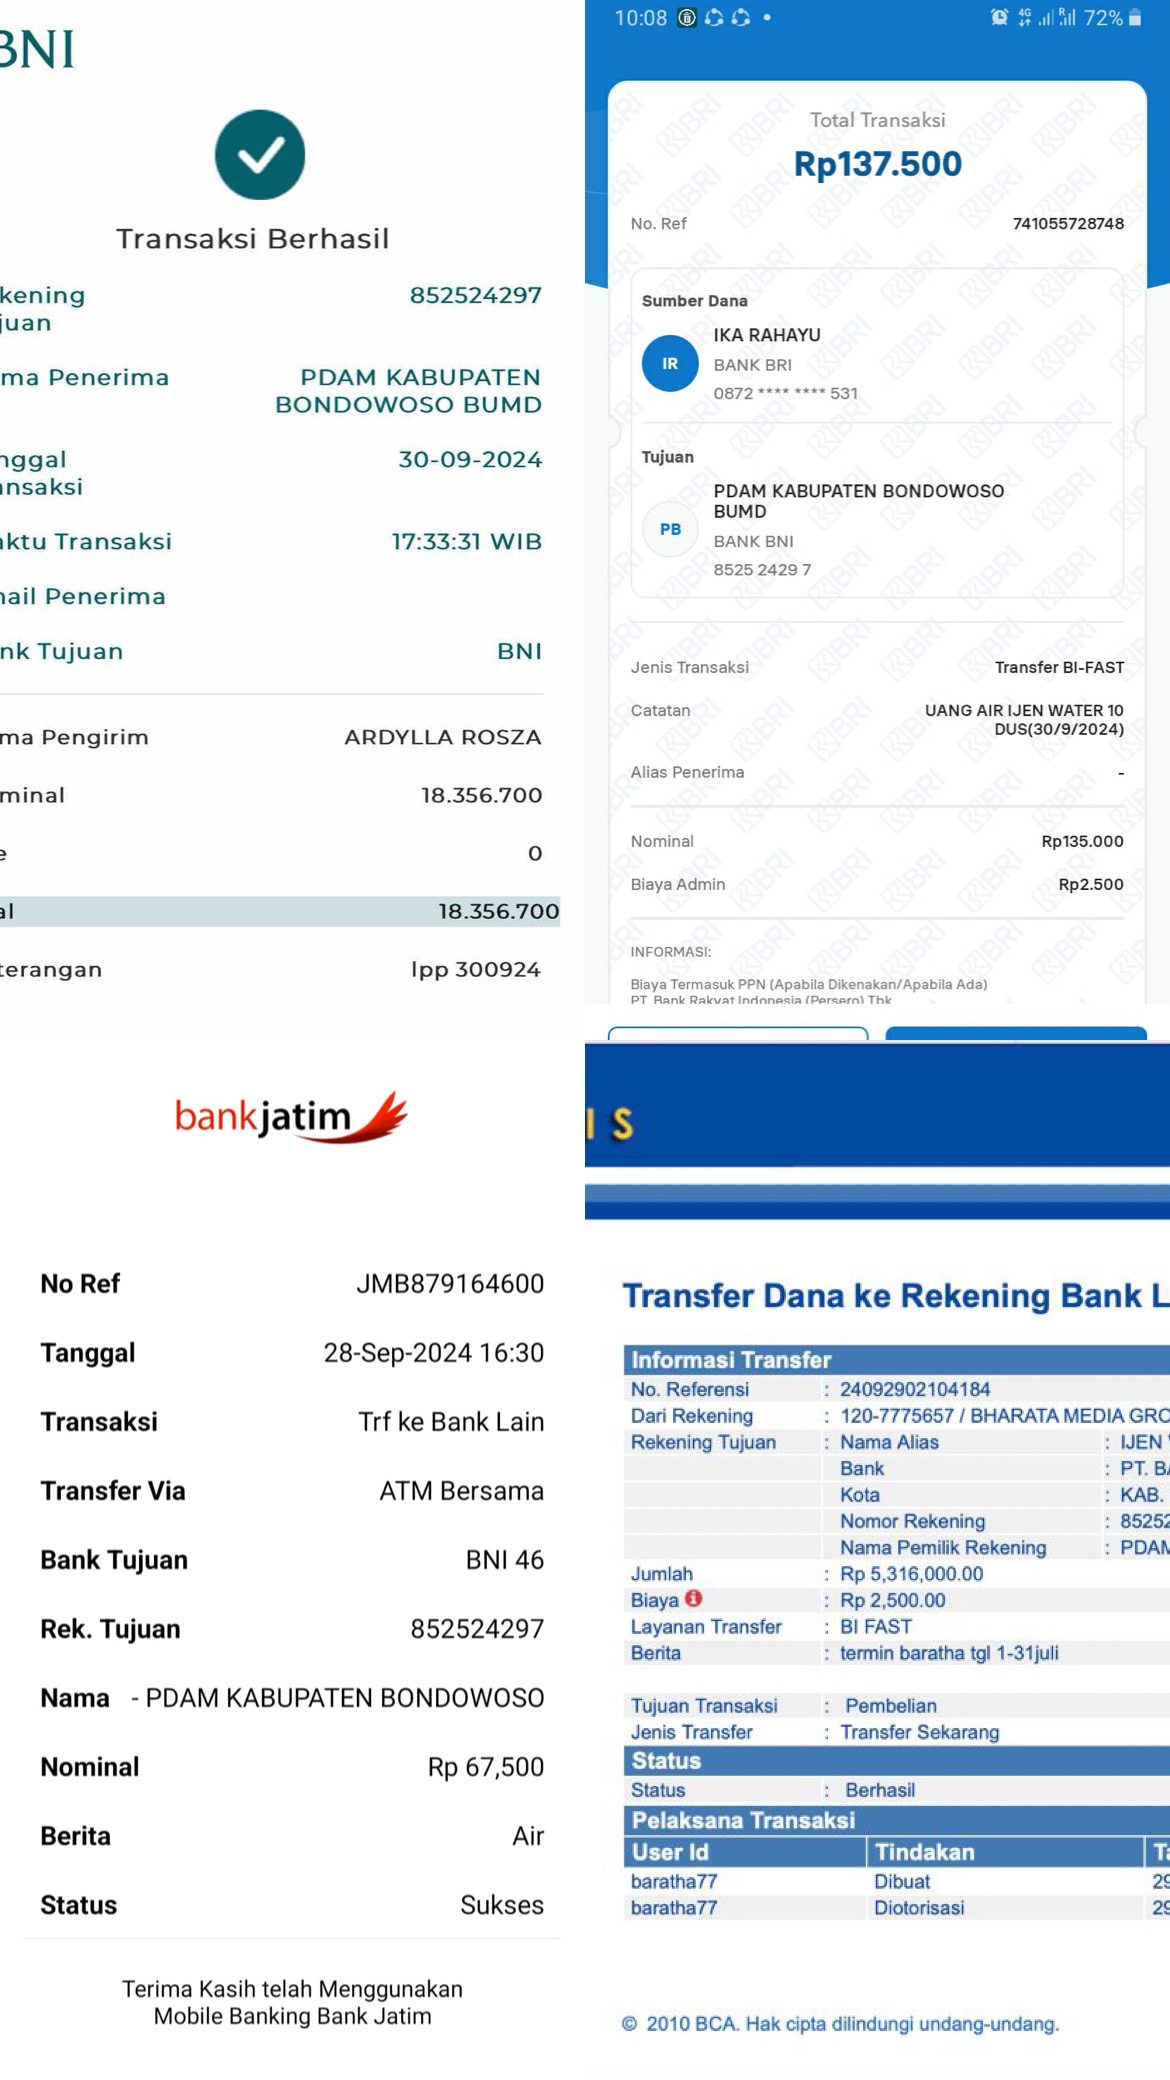 BNI
Transaksi Berhasil
kening
juan
852524297
ma Penerima
PDAM KABUPATEN
BONDOWOSO BUMD
nggal
ansaksi
30-09-2024
aktu Transaksi
17:33:31 WIB
ail Penerima
nk Tujuan
BNI
ma Pengirim
ARDYLLA ROSZA
minal
18.356.700
e
0
al
18.356.700
terangan
lpp 300924
10:08
4G
R
72%
Total Transaksi
Rp137.500
No. Ref
741055728748
Sumber Dana
IR
IKA RAHAYU
BANK BRI
0872 **** **** 531
Tujuan
PB
PDAM KABUPATEN BONDOWOSO
BUMD
BANK BNI
8525 2429 7
Jenis Transaksi
Transfer BI-FAST
Catatan
UANG AIR IJEN WATER 10
DUS(30/9/2024)
Alias Penerima
-
Nominal
Rp135.000
Biaya Admin
Rp2.500
INFORMASI:
Biaya Termasuk PPN (Apabila Dikenakan/Apabila Ada)
PT. Bank Rakyat Indonesia (Persero) Tbk
bankjatim
No Ref JMB879164600
Tanggal 28-Sep-2024 16:30
Transaksi Trf ke Bank Lain
Transfer Via ATM Bersama
Bank Tujuan BNI 46
Rek. Tujuan 852524297
Nama - PDAM KABUPATEN BONDOWOSO
Nominal Rp 67,500
Berita Air
Status Sukses
Terima Kasih telah Menggunakan
Mobile Banking Bank Jatim
I S
Transfer Dana ke Rekening Bank L
Informasi Transfer
No. Referensi : 24092902104184
Dari Rekening : 120-7775657 / BHARATA MEDIA GRO
Rekening Tujuan : Nama Alias : IJEN
Bank : PT. BA
Kota : KAB.
Nomor Rekening : 85252
Nama Pemilik Rekening : PDAM
Jumlah : Rp 5,316,000.00
Biaya : Rp 2,500.00
Layanan Transfer : BI FAST
Berita : termin baratha tgl 1-31juli
Tujuan Transaksi : Pembelian
Jenis Transfer : Transfer Sekarang
Status
Status : Berhasil
Pelaksana Transaksi
User Id Tindakan Ta
baratha77 Dibuat 29
baratha77 Diotorisasi 29
© 2010 BCA. Hak cipta dilindungi undang-undang.